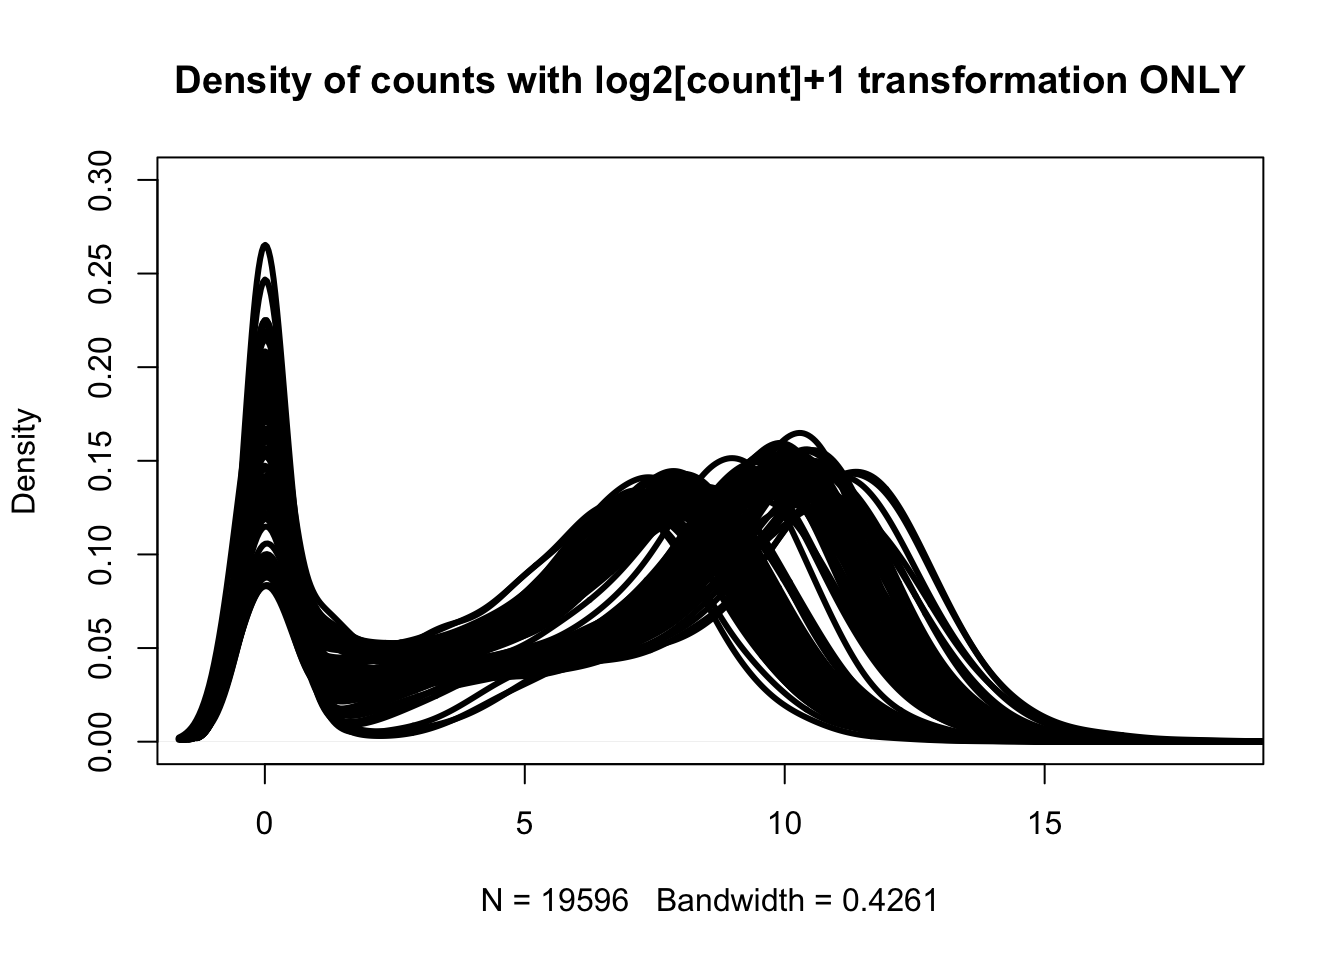 Density of counts with log2[count]+1 transformation ONLY
Density
0.30
0.25
0.20
0.15
0.10
0.05
0.00
0 5 10 15
N = 19596 Bandwidth = 0.4261